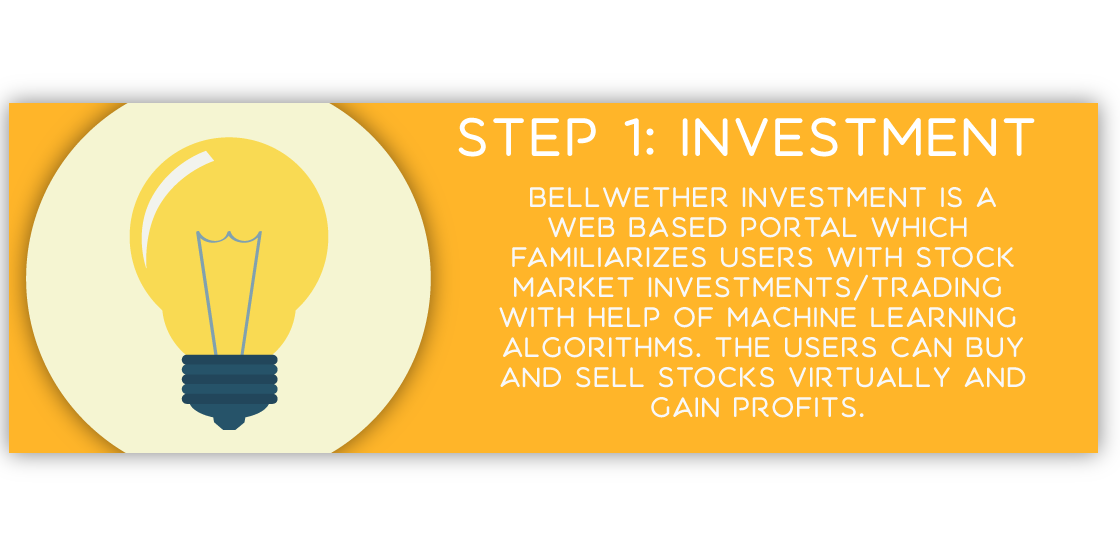 STEP 1: INVESTMENT
BELLWETHER INVESTMENT IS A
WEB BASED PORTAL WHICH
FAMILIARIZES USERS WITH STOCK
MARKET INVESTMENTS/TRADING
WITH HELP OF MACHINE LEARNING
ALGORITHMS. THE USERS CAN BUY
AND SELL STOCKS VIRTUALLY AND
GAIN PROFITS.